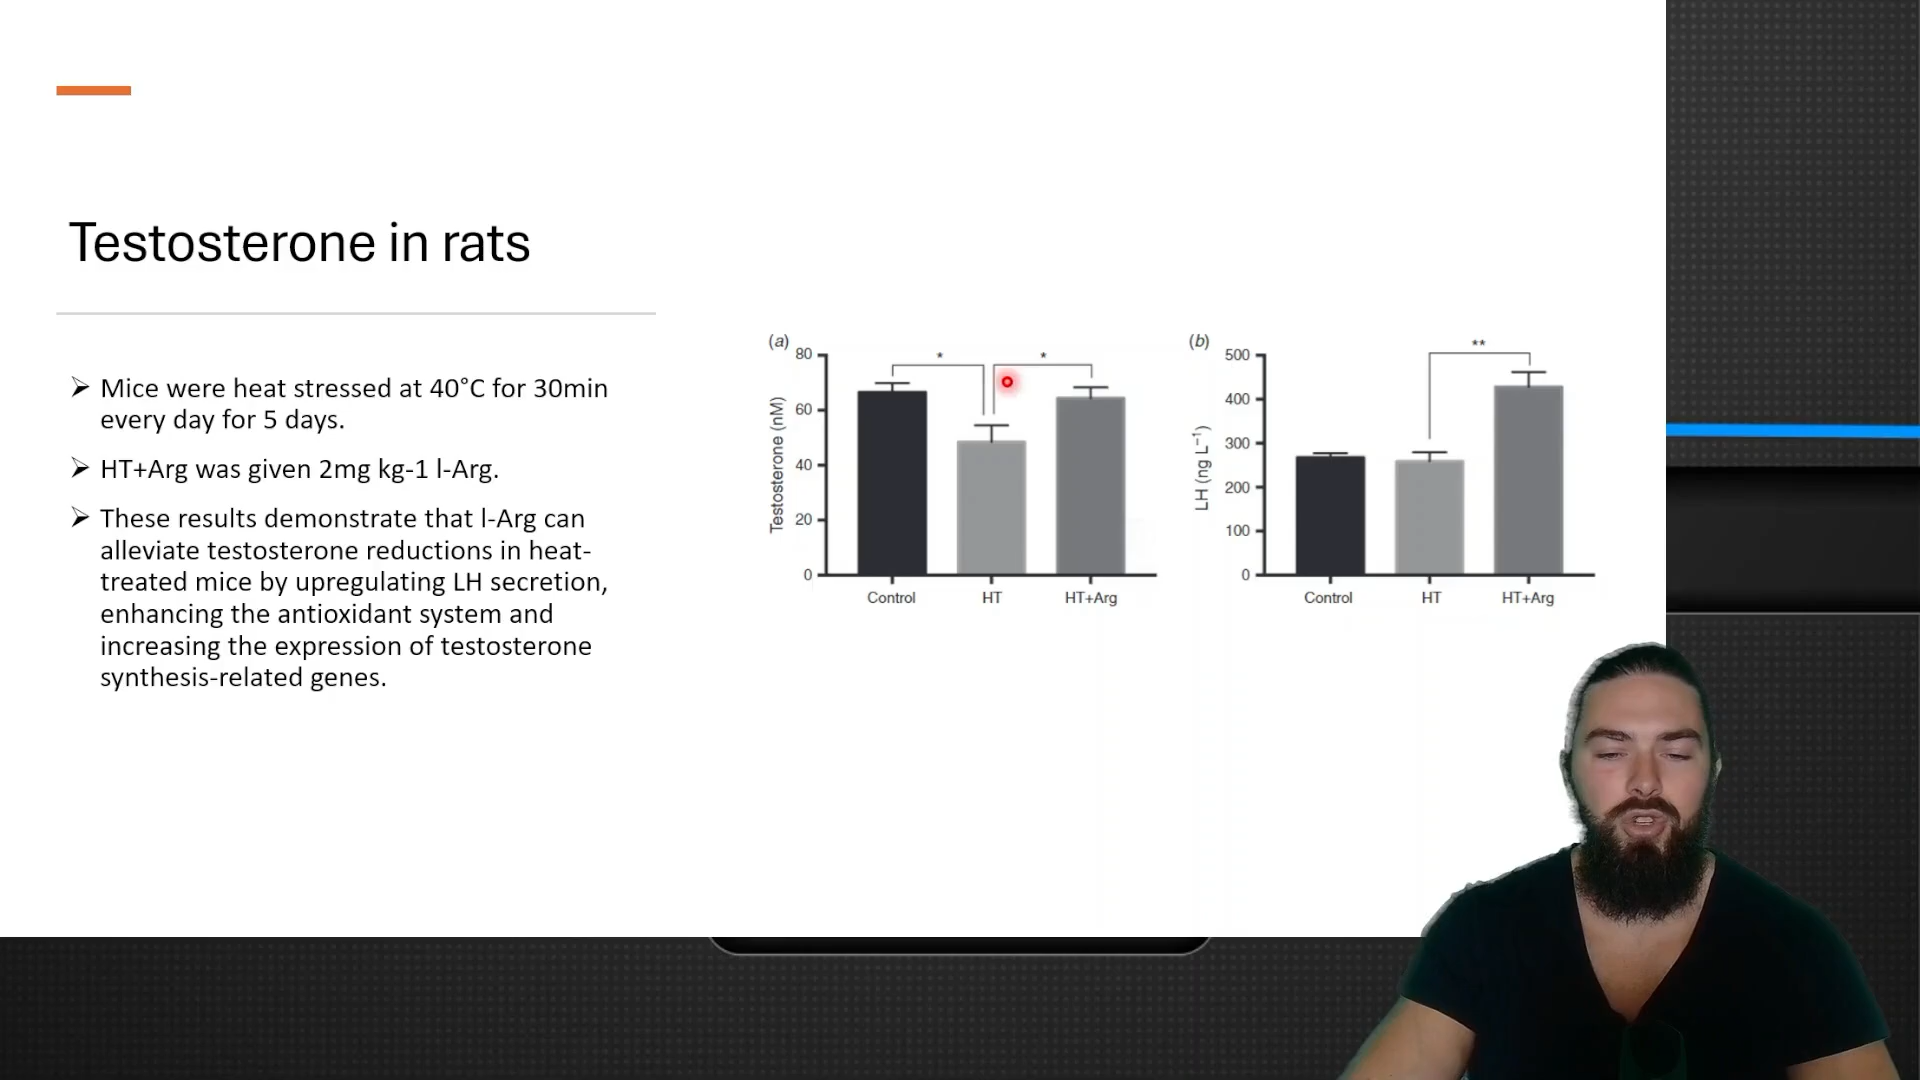 Testosterone in rats
➢ Mice were heat stressed at 40°C for 30min
every day for 5 days.
➢ HT+Arg was given 2mg kg-1 l-Arg.
➢ These results demonstrate that l-Arg can
alleviate testosterone reductions in heat-
treated mice by upregulating LH secretion,
enhancing the antioxidant system and
increasing the expression of testosterone
synthesis-related genes.
(a)
Testosterone (nM)
80
60
40
20
0
* *
Control HT HT+Arg
(b)
LH (ng L⁻¹)
500
400
300
200
100
0
**
Control HT HT+Arg